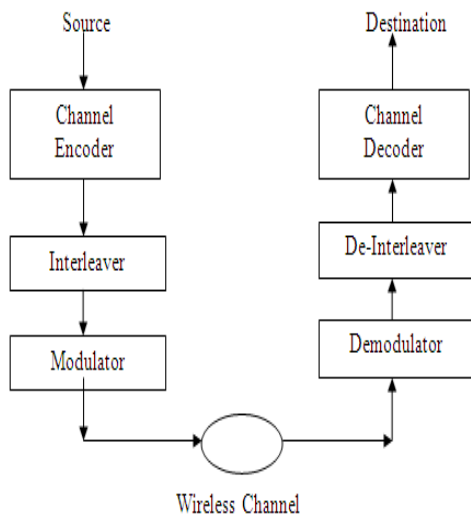 Source
Destination
Channel
Encoder
Channel
Decoder
Interleaver
De-Interleaver
Modulator
Demodulator
Wireless Channel